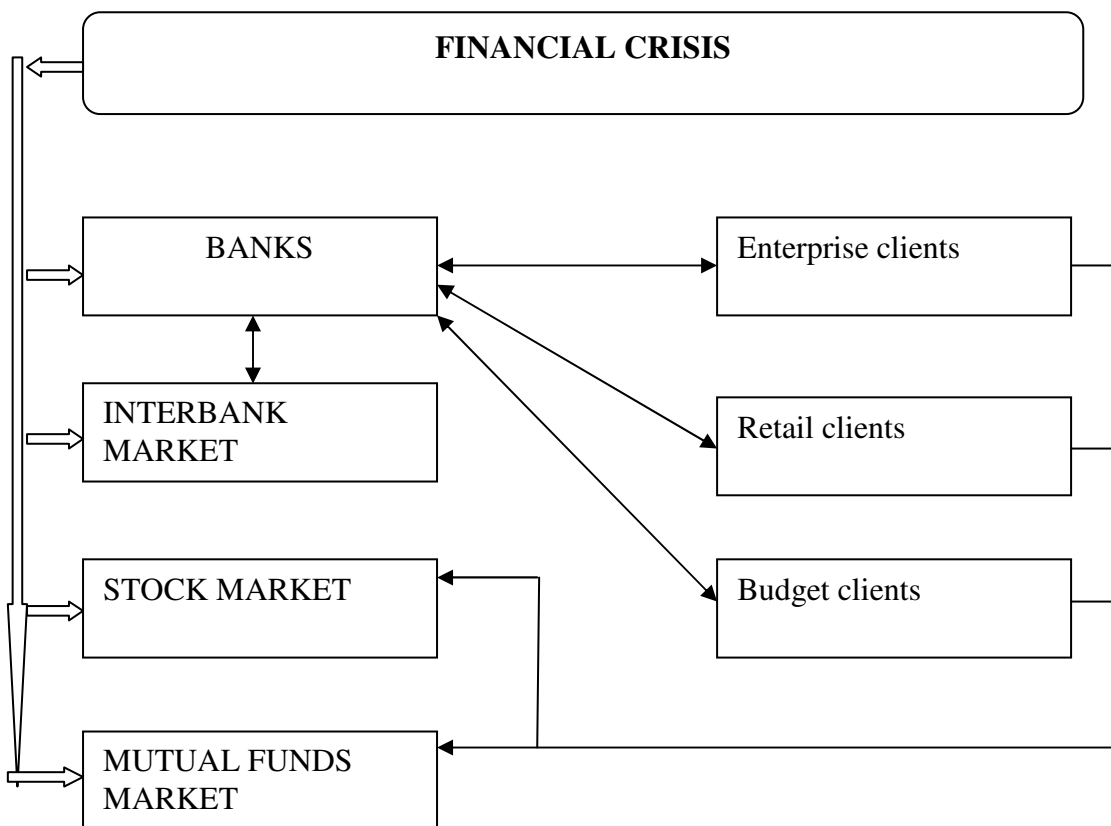 FINANCIAL CRISIS
BANKS
Enterprise clients
INTERBANK
MARKET
Retail clients
STOCK MARKET
Budget clients
MUTUAL FUNDS
MARKET